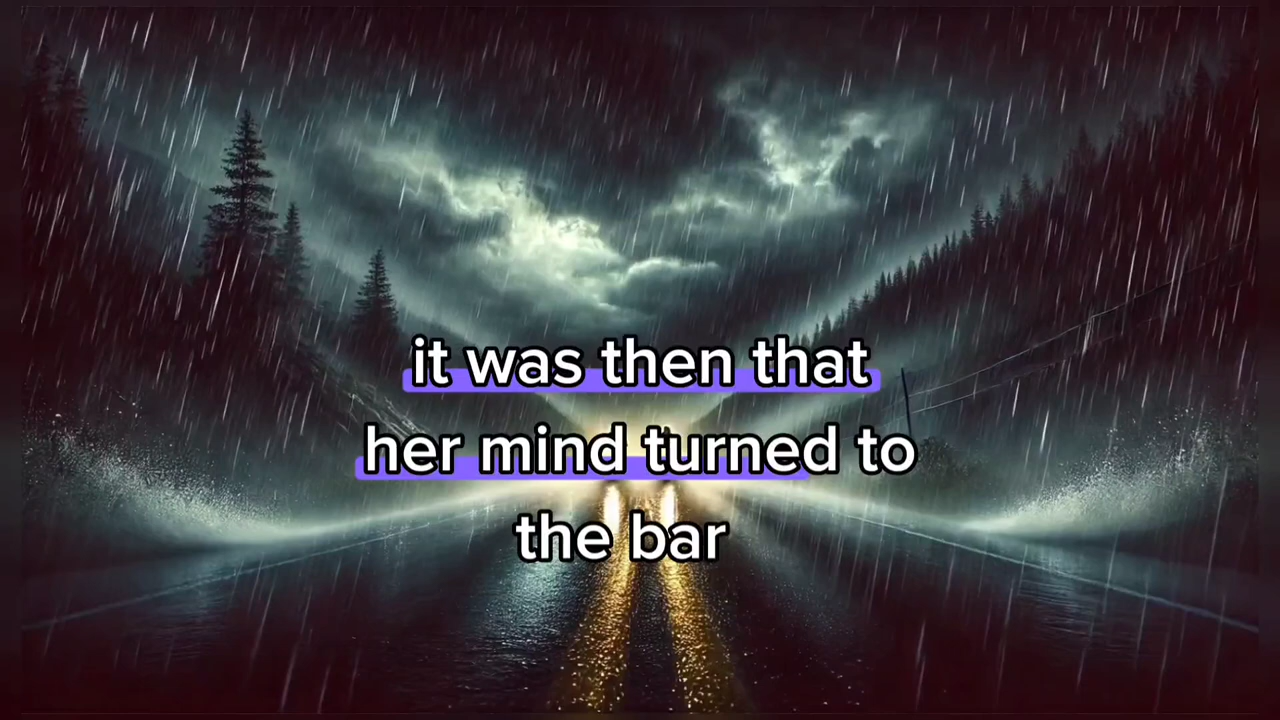 it was then that
her mind turned to
the bar